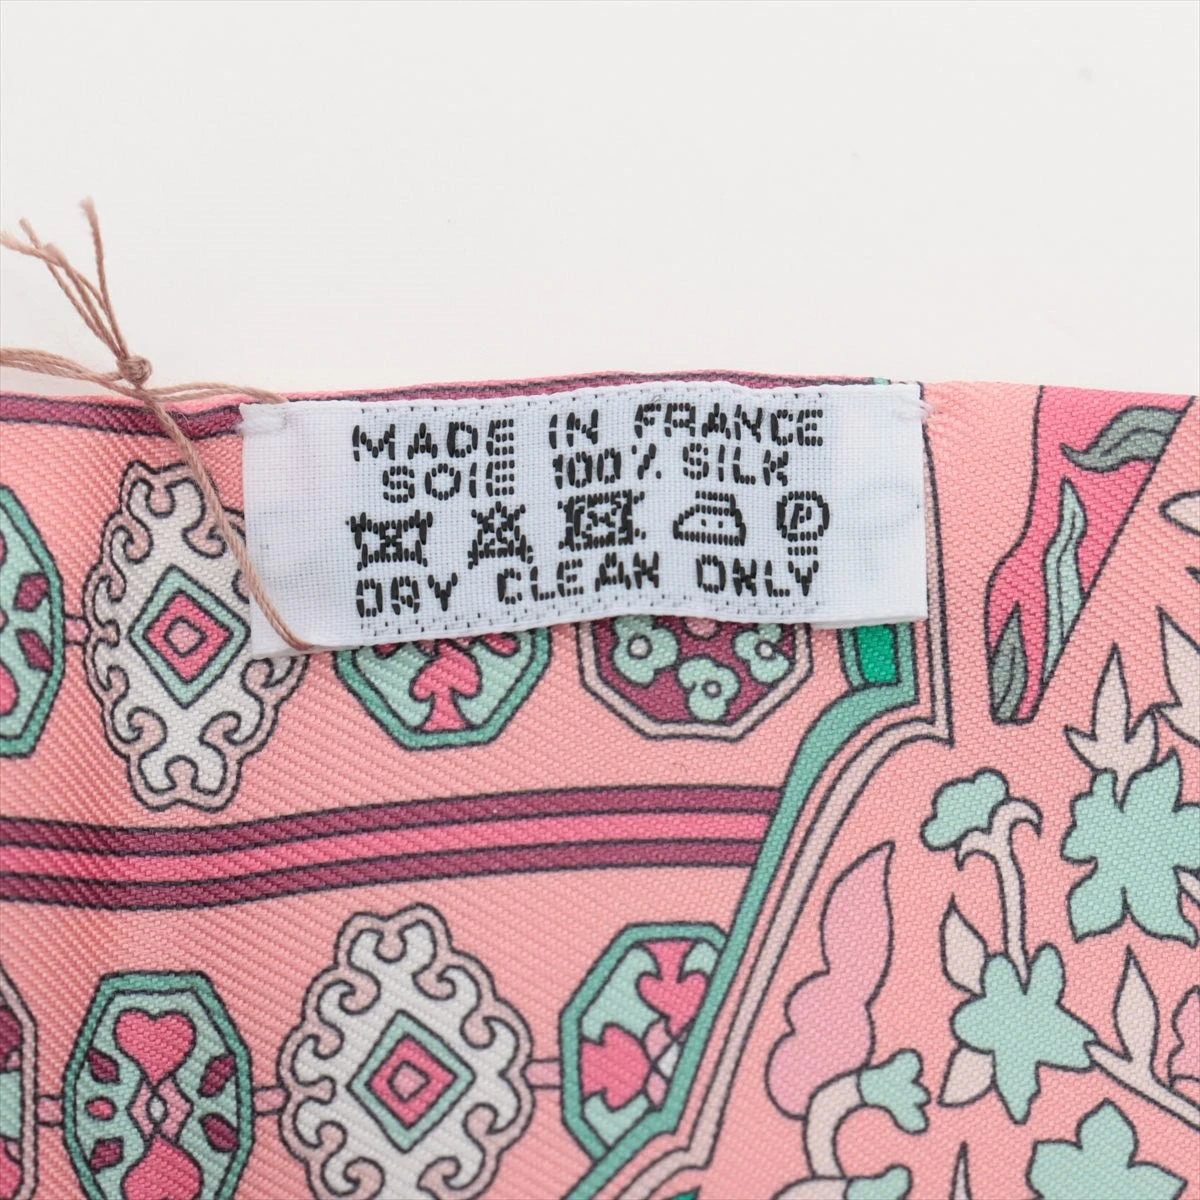 MADE IN FRANCE
SOIE 100% SILK
P
DRY CLEAN ONLY